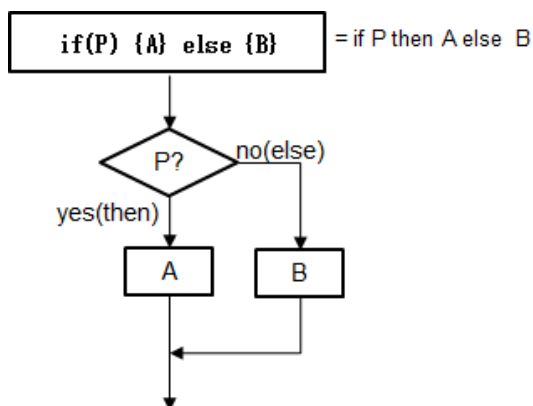 if(P) {A} else {B}
= if P then A else B
P?
no(else)
yes(then)
A
B